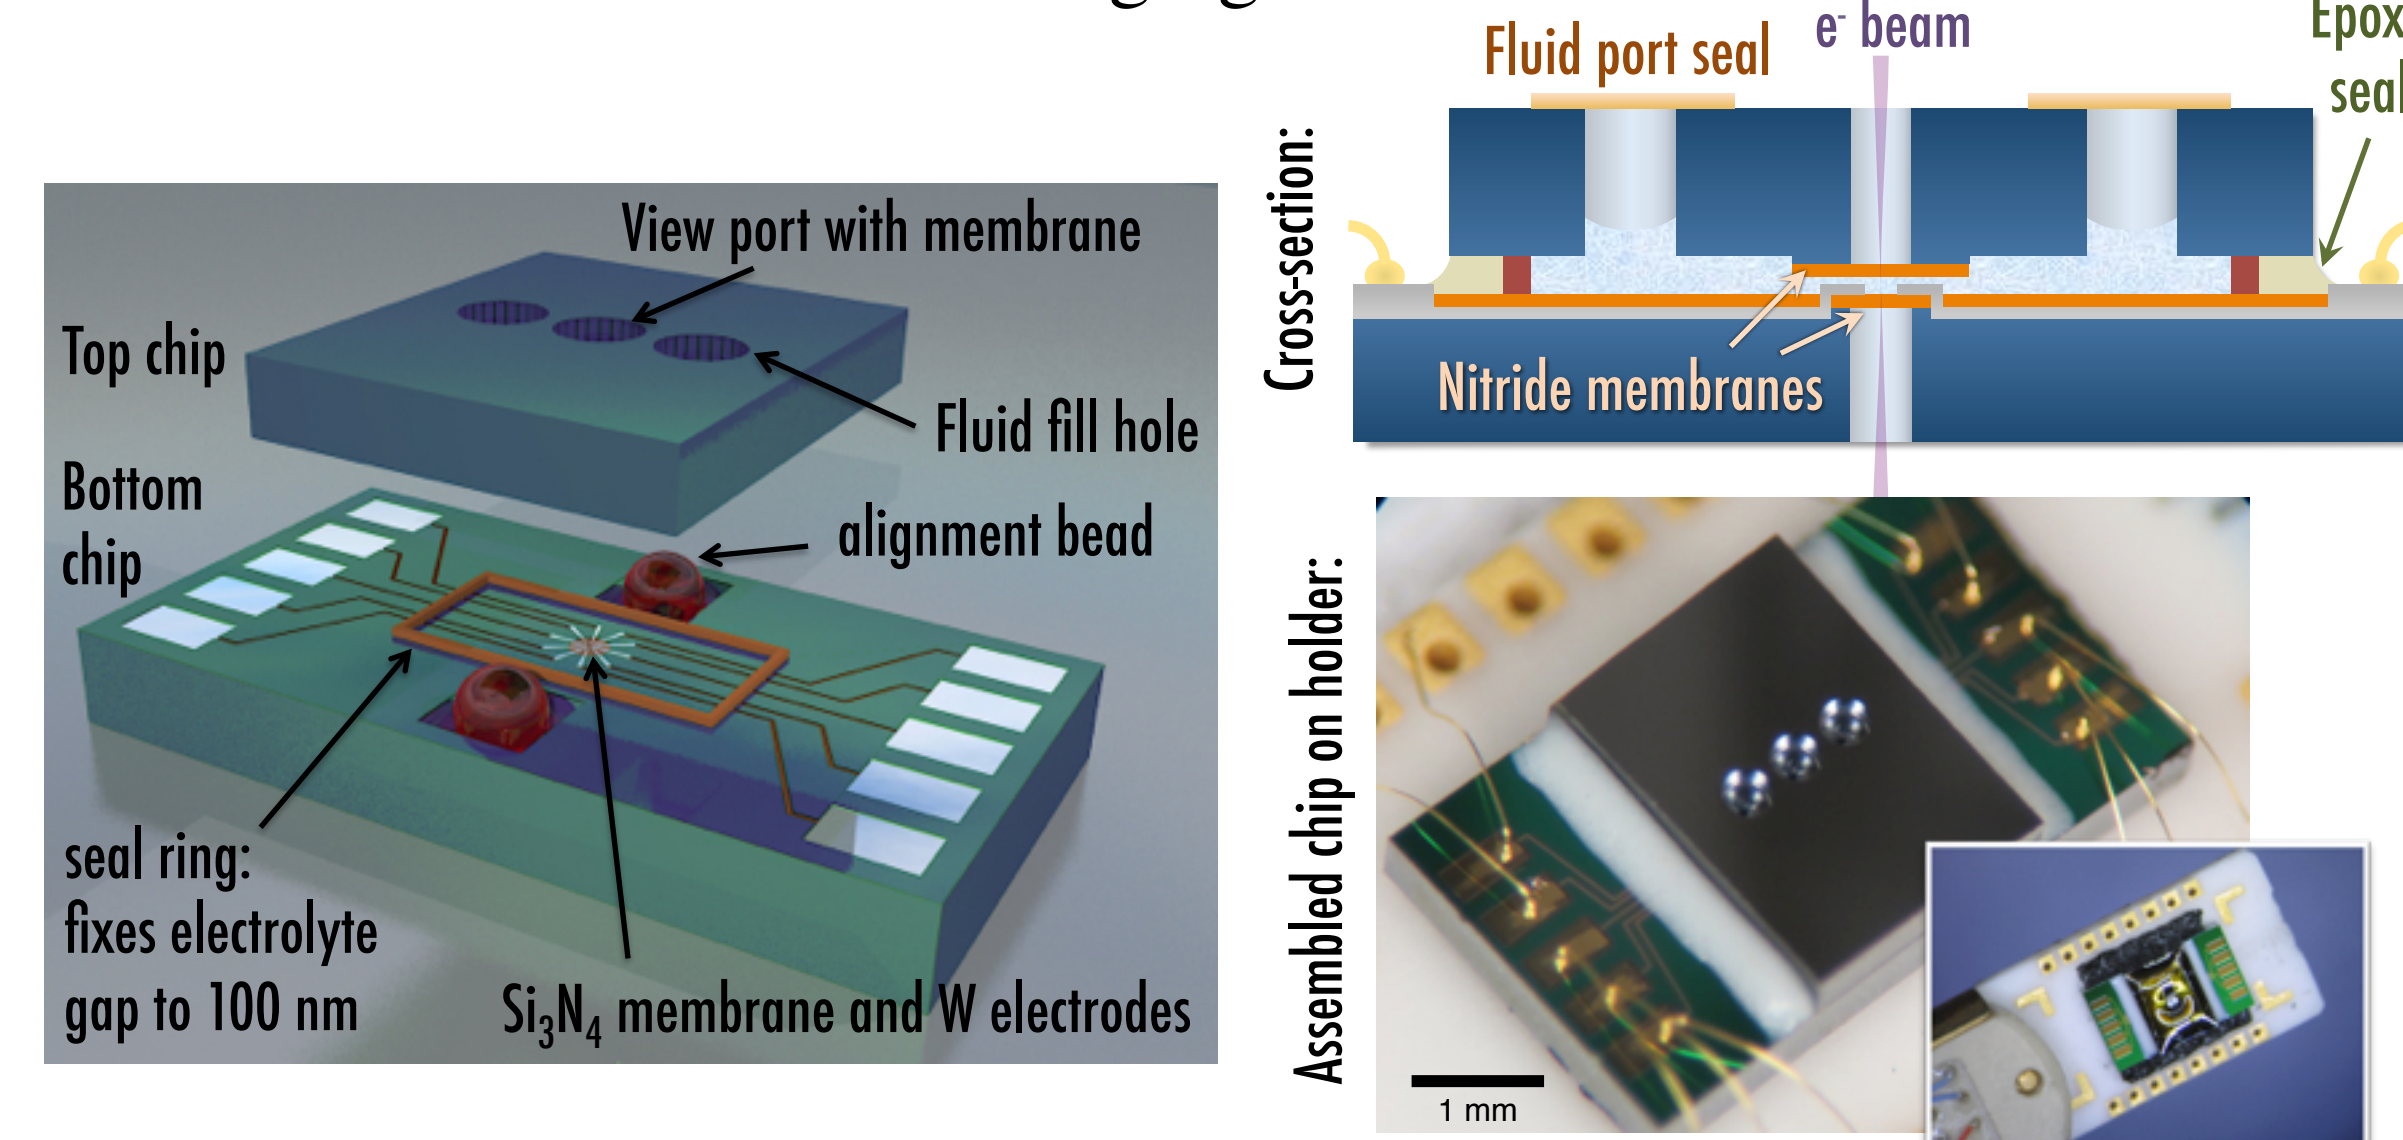 View port with membrane
Top chip
Fluid fill hole
Bottom
chip
alignment bead
seal ring:
fixes electrolyte
gap to 100 nm
Si₃N₄ membrane and W electrodes
Cross-section:
Fluid port seal
e⁻ beam
Epox
seal
Nitride membranes
Assembled chip on holder:
1 mm